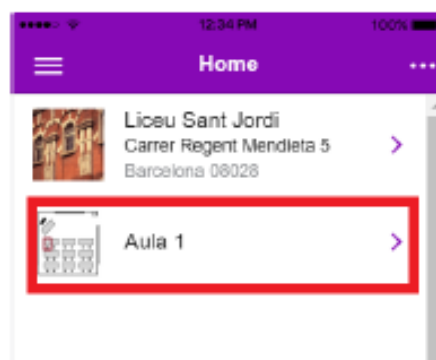 12:34 PM
100%
Home
Liceu Sant Jordi
Carrer Regent Mendieta 5
Barcelona 08028
Aula 1